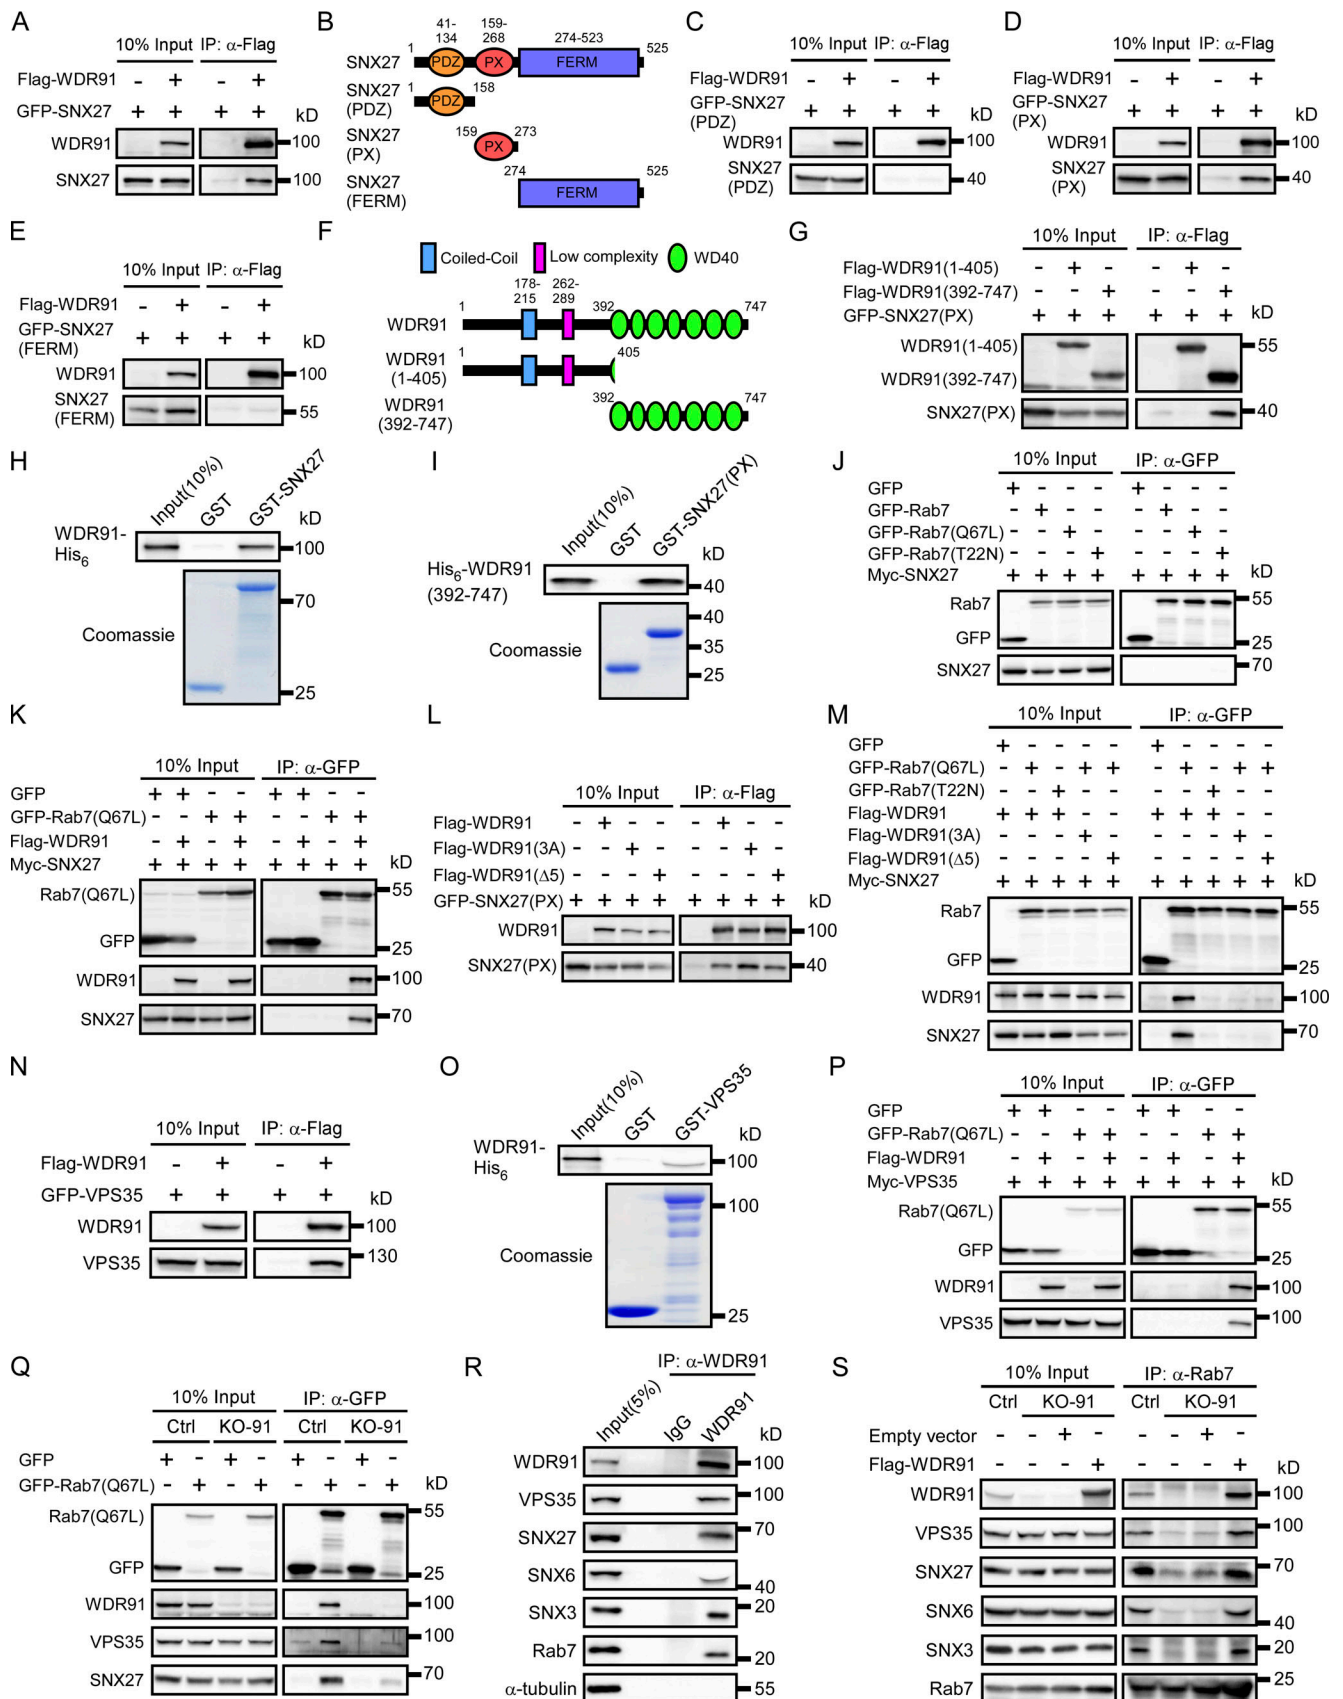 A
10% Input IP: α-Flag
Flag-WDR91 - + - +
GFP-SNX27 + + + + kD
WDR91 100
SNX27 100
B
41-134 159-268 274-523
1 525
SNX27 PDZ PX FERM
1 158
SNX27 (PDZ) PDZ
159 273
SNX27 (PX) PX
274 525
SNX27 (FERM) FERM
C
10% Input IP: α-Flag
Flag-WDR91 - + - +
GFP-SNX27 (PDZ) + + + + kD
WDR91 100
SNX27 (PDZ) 40
D
10% Input IP: α-Flag
Flag-WDR91 - + - +
GFP-SNX27 (PX) + + + + kD
WDR91 100
SNX27 (PX) 40
E
10% Input IP: α-Flag
Flag-WDR91 - + - +
GFP-SNX27 (FERM) + + + + kD
WDR91 100
SNX27 (FERM) 55
F
Coiled-Coil Low complexity WD40
178-215 262-289
1 392 747
WDR91
1 405
WDR91 (1-405)
392 747
WDR91 (392-747)
G
10% Input IP: α-Flag
Flag-WDR91(1-405) - + - - + -
Flag-WDR91(392-747) - - + - - +
GFP-SNX27(PX) + + + + + + kD
WDR91(1-405) 55
WDR91(392-747)
SNX27(PX) 40
H
Input(10%) GST GST-SNX27
kD
WDR91-His6 100
70
Coomassie
25
I
Input(10%) GST GST-SNX27(PX)
kD
His6-WDR91 (392-747) 40
40
35
Coomassie
25
J
10% Input IP: α-GFP
GFP + - - - + - - -
GFP-Rab7 - + - - - + - -
GFP-Rab7(Q67L) - - + - - - + -
GFP-Rab7(T22N) - - - + - - - +
Myc-SNX27 + + + + + + + + kD
Rab7 55
GFP 25
SNX27 70
K
10% Input IP: α-GFP
GFP + + - - + + - -
GFP-Rab7(Q67L) - - + + - - + +
Flag-WDR91 - + - + - + - +
Myc-SNX27 + + + + + + + + kD
Rab7(Q67L) 55
GFP 25
WDR91 100
SNX27 70
L
10% Input IP: α-Flag
Flag-WDR91 - + - - - + - -
Flag-WDR91(3A) - - + - - - + -
Flag-WDR91(Δ5) - - - + - - - +
GFP-SNX27(PX) + + + + + + + + kD
WDR91 100
SNX27(PX) 40
M
10% Input IP: α-GFP
GFP + - - - - + - - - -
GFP-Rab7(Q67L) - + - + + - + - + +
GFP-Rab7(T22N) - - + - - - - + - -
Flag-WDR91 + + + - - + + + - -
Flag-WDR91(3A) - - - + - - - - + -
Flag-WDR91(Δ5) - - - - + - - - - +
Myc-SNX27 + + + + + + + + + + kD
Rab7 55
GFP 25
WDR91 100
SNX27 70
N
10% Input IP: α-Flag
Flag-WDR91 - + - +
GFP-VPS35 + + + + kD
WDR91 100
VPS35 130
O
Input(10%) GST GST-VPS35
kD
WDR91-His6 100
100
Coomassie
25
P
10% Input IP: α-GFP
GFP + + - - + + - -
GFP-Rab7(Q67L) - - + + - - + +
Flag-WDR91 - + - + - + - +
Myc-VPS35 + + + + + + + + kD
Rab7(Q67L) 55
GFP 25
WDR91 100
VPS35 100
Q
10% Input IP: α-GFP
Ctrl KO-91 Ctrl KO-91
GFP + - + - + - + -
GFP-Rab7(Q67L) - + - + - + - + kD
Rab7(Q67L) 55
GFP 25
WDR91 100
VPS35 100
SNX27 70
R
IP: α-WDR91
Input(5%) IgG WDR91
kD
WDR91 100
VPS35 100
SNX27 70
SNX6 40
SNX3 20
Rab7 20
α-tubulin 55
S
10% Input IP: α-Rab7
Ctrl KO-91 Ctrl KO-91
Empty vector - - + - - - + -
Flag-WDR91 - - - + - - - + kD
WDR91 100
VPS35 100
SNX27 70
SNX6 40
SNX3 20
Rab7 25